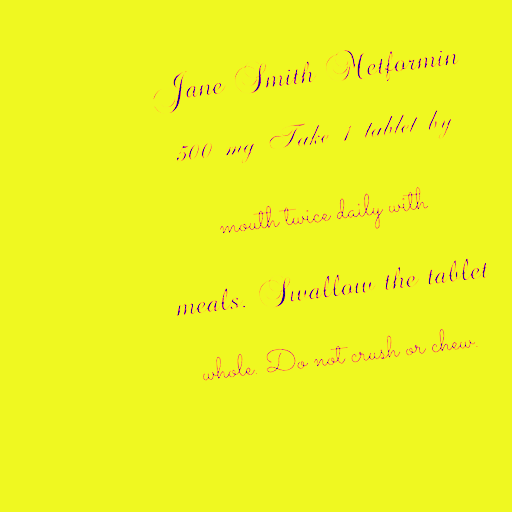 Jane Smith Metformin
500 mg Take 1 tablet by
mouth twice daily with
meals. Swallow the tablet
whole. Do not crush or chew.